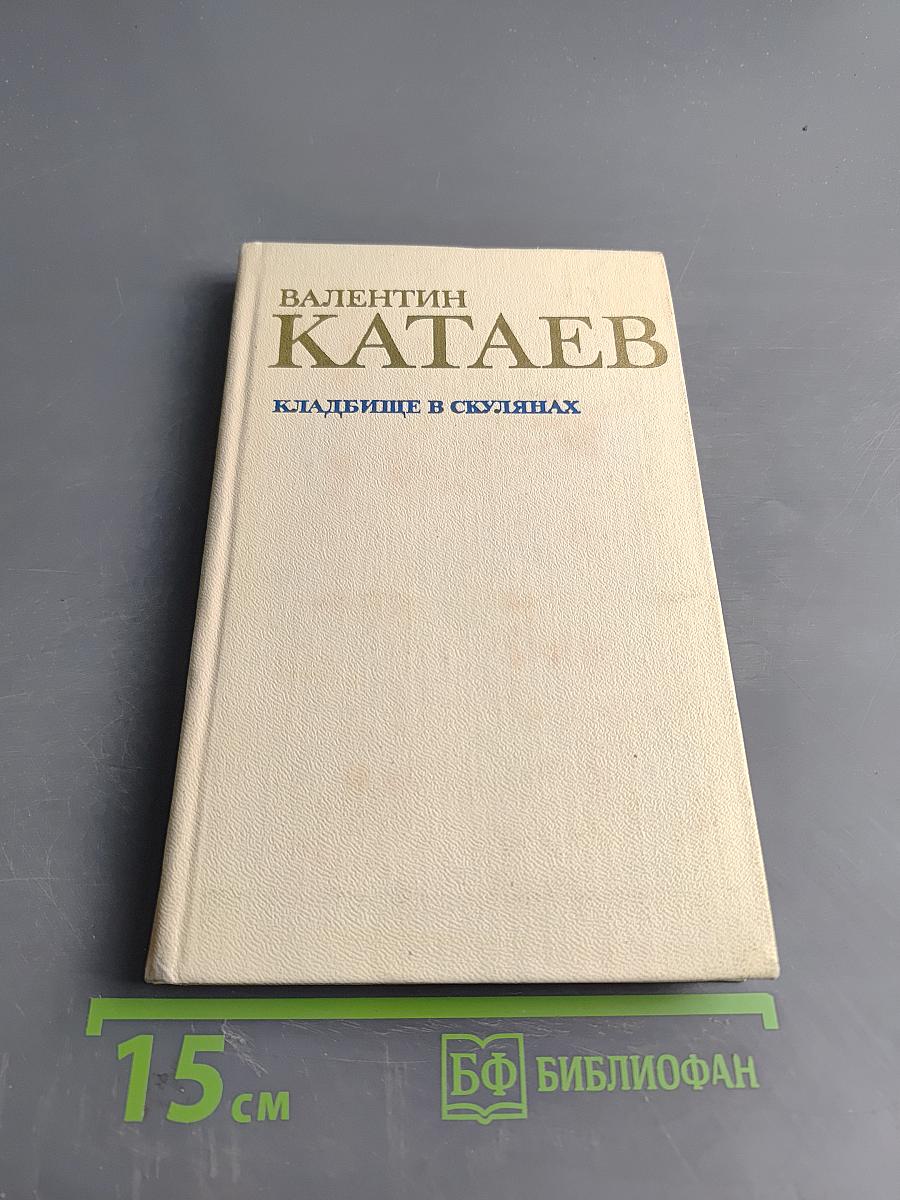 ВАЛЕНТИН
КАТАЕВ
КЛАДБИЩЕ В СКУЛЯНАХ
15 см
БФ БИБЛИОФАН